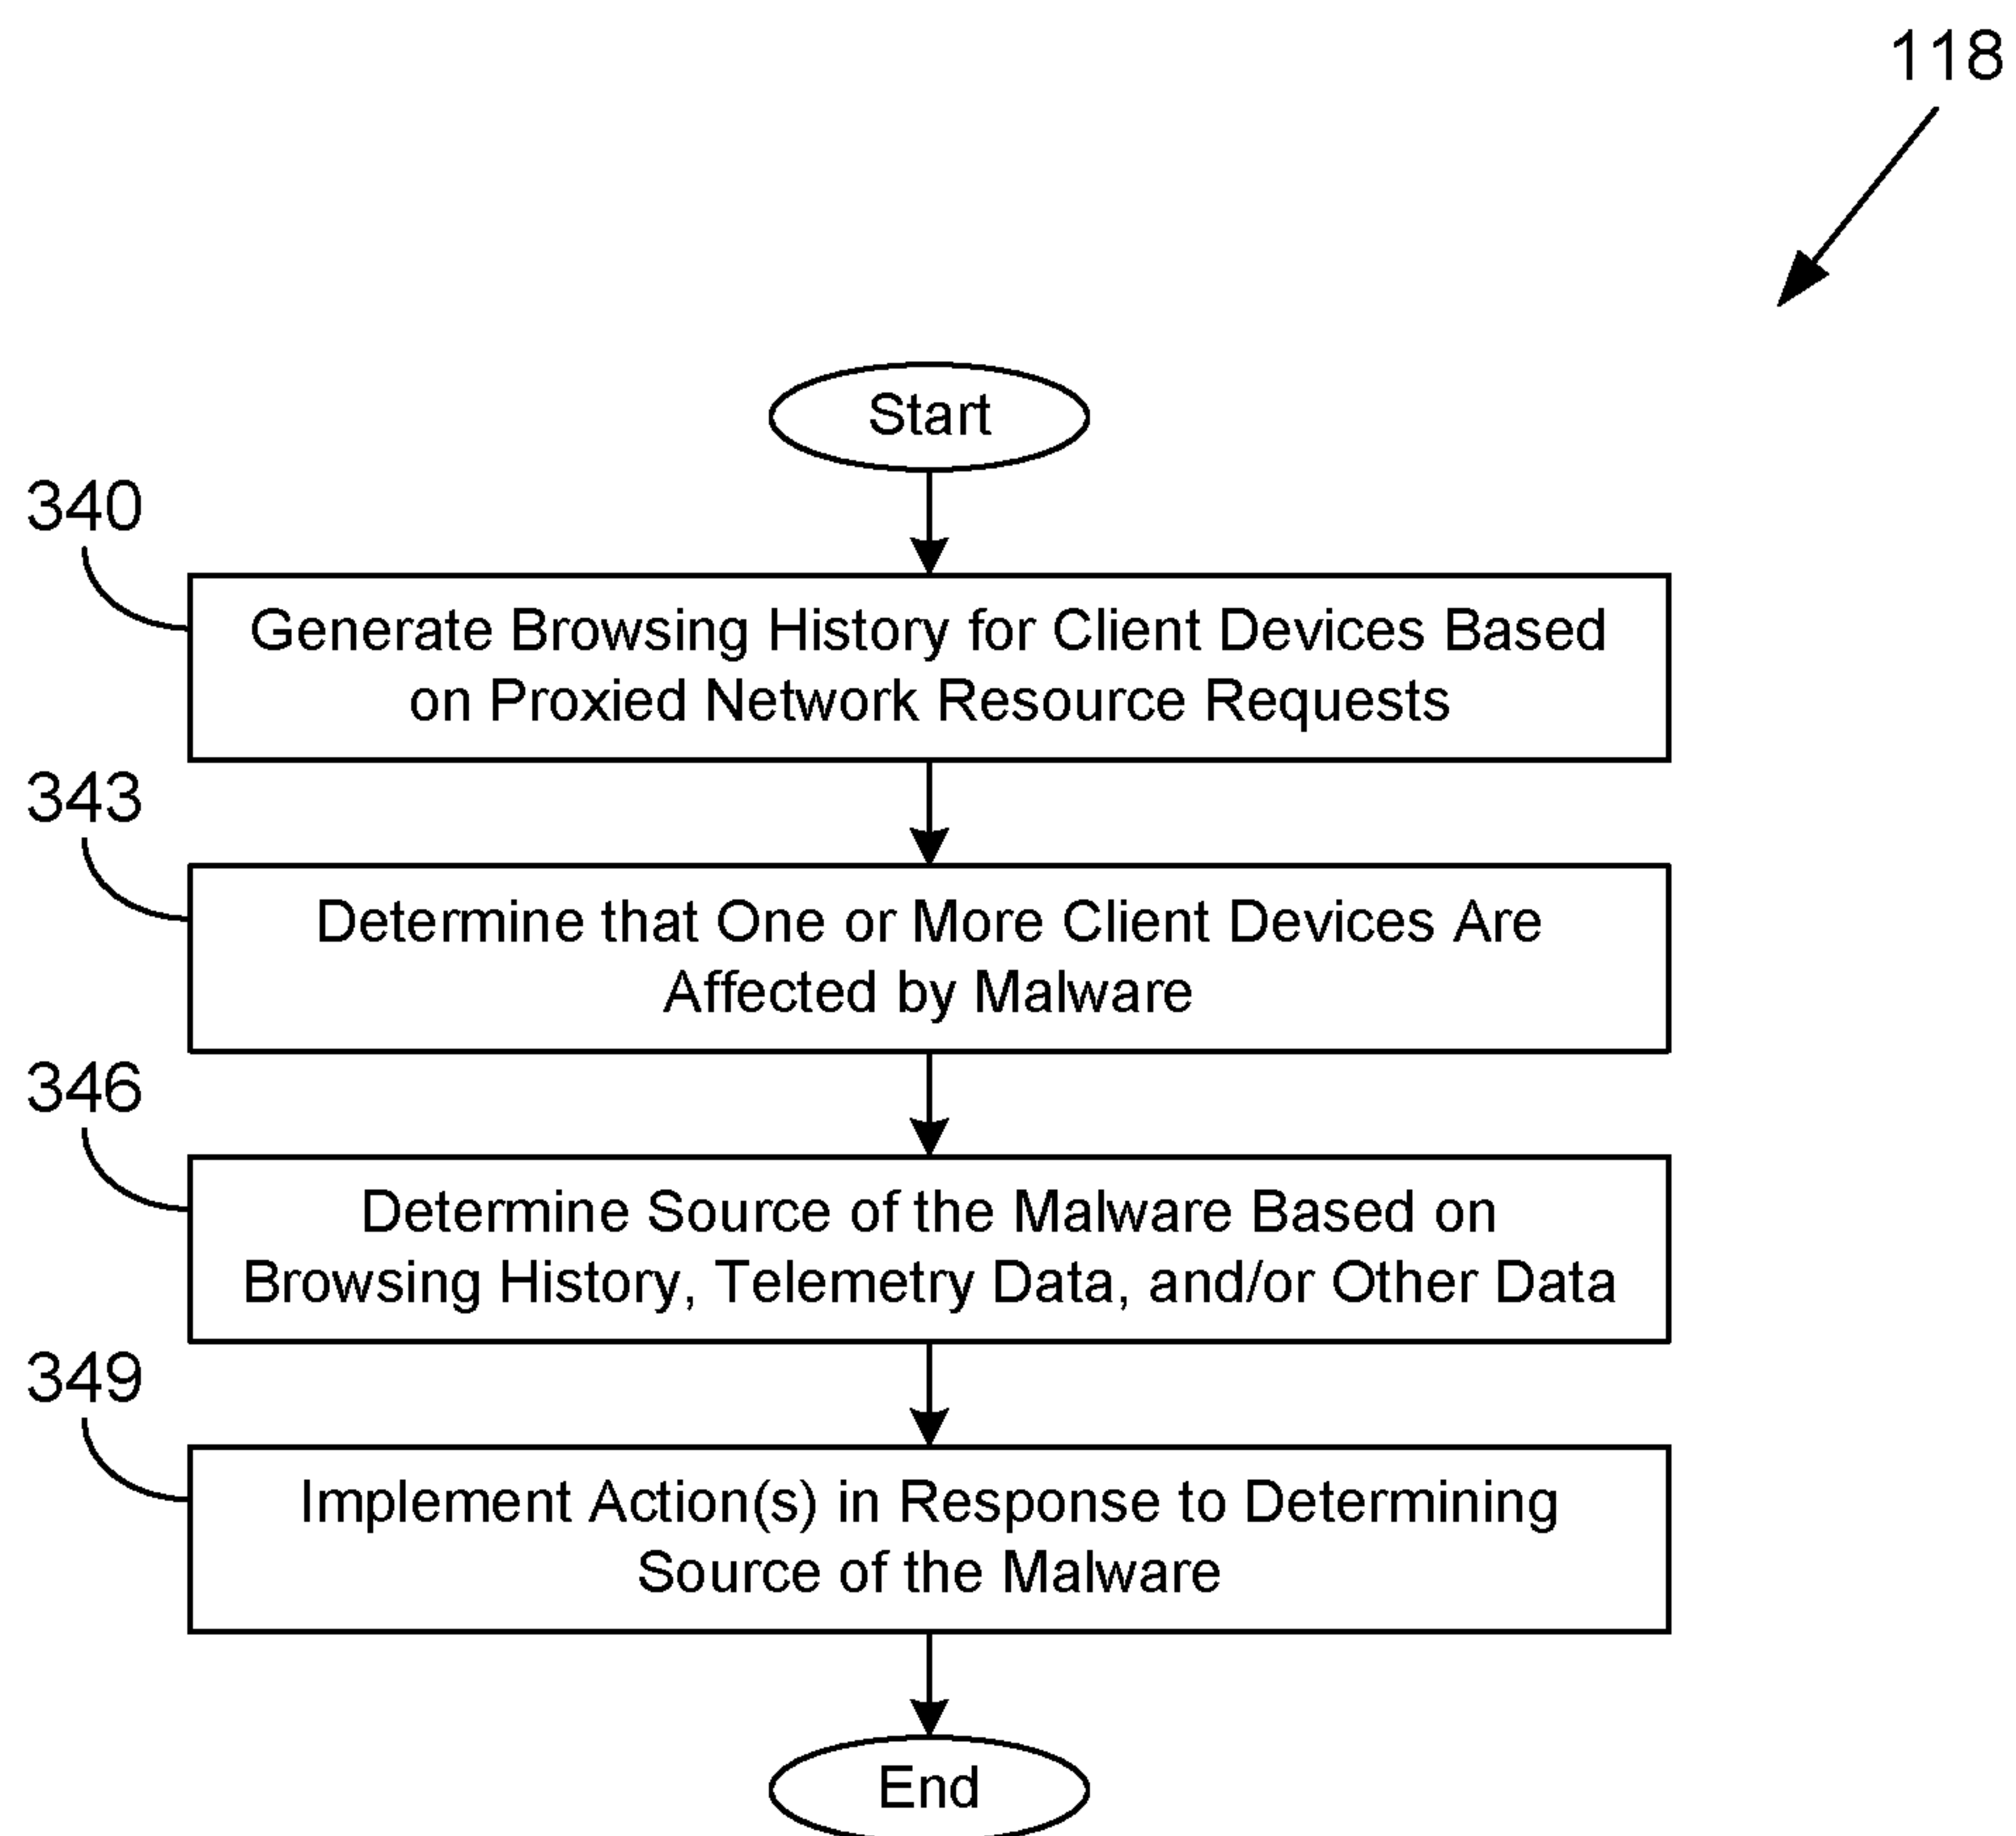 118
Start
340
Generate Browsing History for Client Devices Based
on Proxied Network Resource Requests
343
Determine that One or More Client Devices Are
Affected by Malware
346
Determine Source of the Malware Based on
Browsing History, Telemetry Data, and/or Other Data
349
Implement Action(s) in Response to Determining
Source of the Malware
End